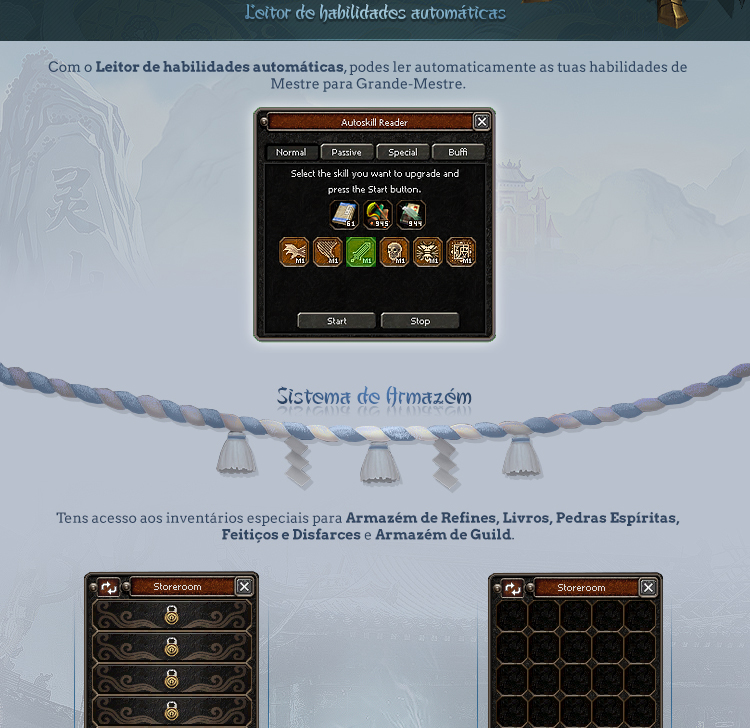 Leitor de habilidades automáticas
Com o Leitor de habilidades automáticas, podes ler automaticamente as tuas habilidades de
Mestre para Grande-Mestre.
Autoskill Reader
Normal Passive Special Buffi
Select the skill you want to upgrade and
press the Start button.
61 945 944
M1 M1 M1 M1 M1 M1
Start Stop
Sistema de Armazém
Tens acesso aos inventários especiais para Armazém de Refines, Livros, Pedras Espíritas,
Feitiços e Disfarces e Armazém de Guild.
Storeroom
Storeroom